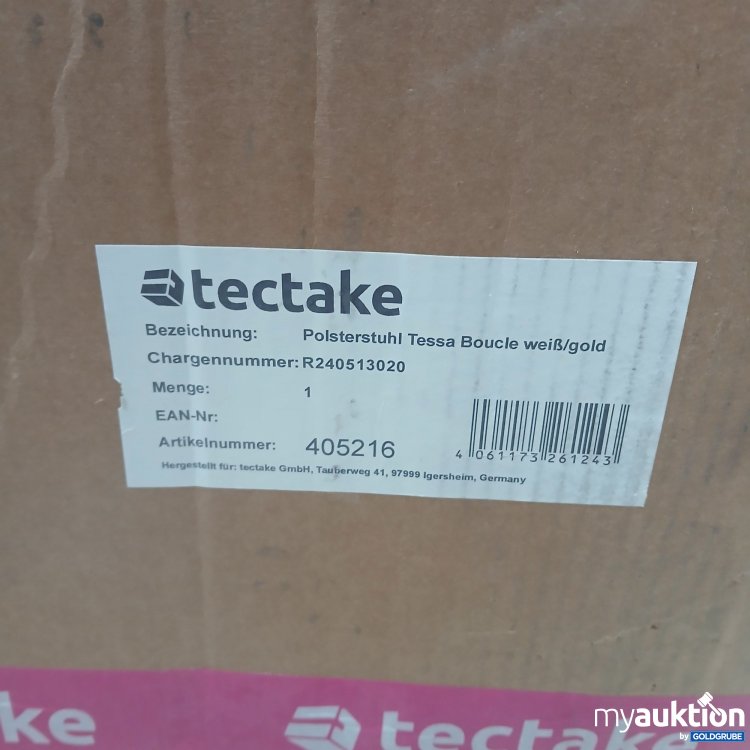 tectake
Bezeichnung: Polsterstuhl Tessa Boucle weiß/gold
Chargennummer: R240513020
Menge: 1
EAN-Nr:
Artikelnummer: 405216
4 061173 261243
Hergestellt für: tectake GmbH, Tauberweg 41, 97999 Igersheim, Germany
ke tectake
myauktion
by GOLDGRUBE